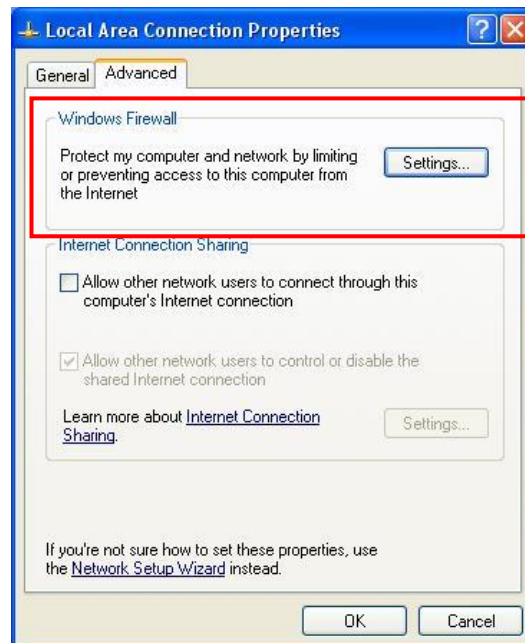 Local Area Connection Properties
General Advanced
Windows Firewall
Protect my computer and network by limiting
or preventing access to this computer from
the Internet
Settings...
Internet Connection Sharing
Allow other network users to connect through this
computer's Internet connection
Allow other network users to control or disable the
shared Internet connection
Learn more about Internet Connection
Sharing.
Settings...
If you're not sure how to set these properties, use
the Network Setup Wizard instead.
OK Cancel